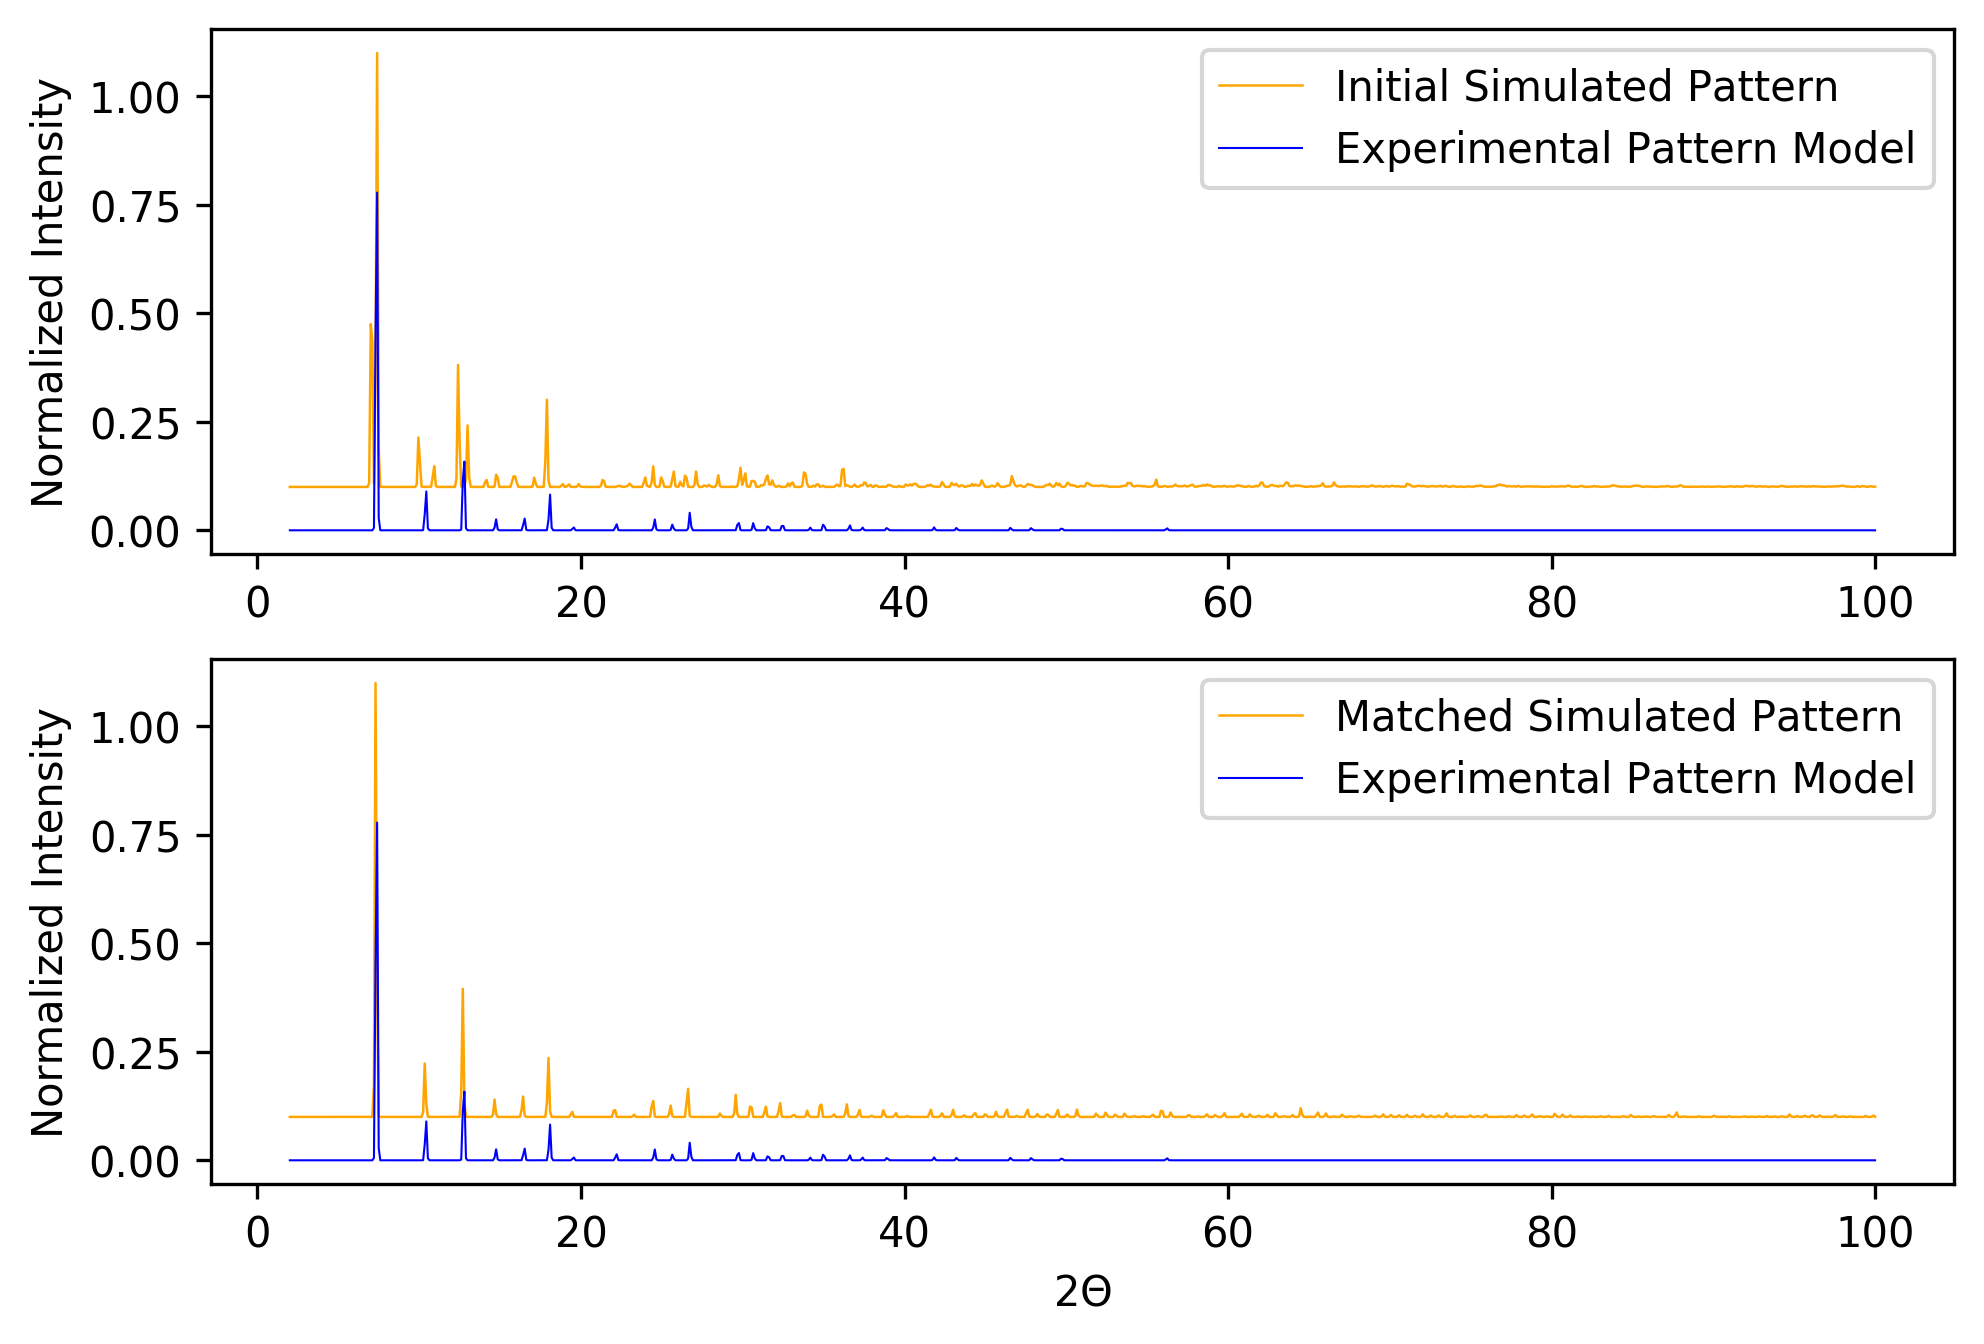 Normalized Intensity
1.00
0.75
0.50
0.25
0.00
Initial Simulated Pattern
Experimental Pattern Model
0 20 40 60 80 100
Normalized Intensity
1.00
0.75
0.50
0.25
0.00
Matched Simulated Pattern
Experimental Pattern Model
0 20 40 60 80 100
2Θ